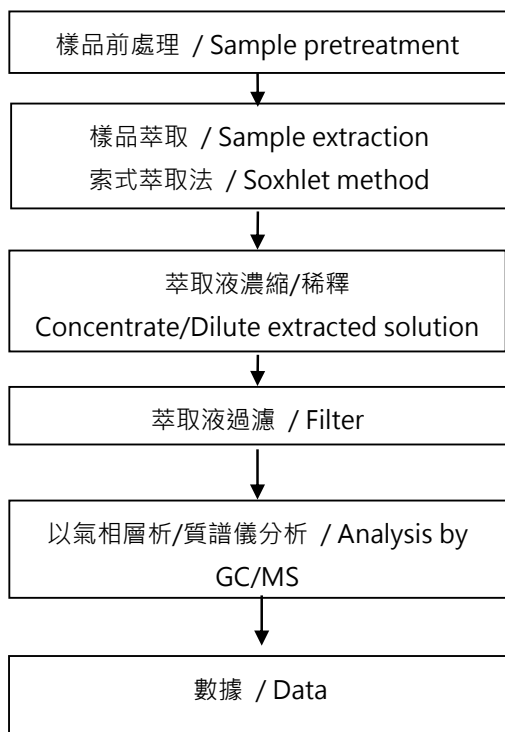 樣品前處理 / Sample pretreatment
樣品萃取 / Sample extraction
索式萃取法 / Soxhlet method
萃取液濃縮/稀釋
Concentrate/Dilute extracted solution
萃取液過濾 / Filter
以氣相層析/質譜儀分析 / Analysis by
GC/MS
數據 / Data